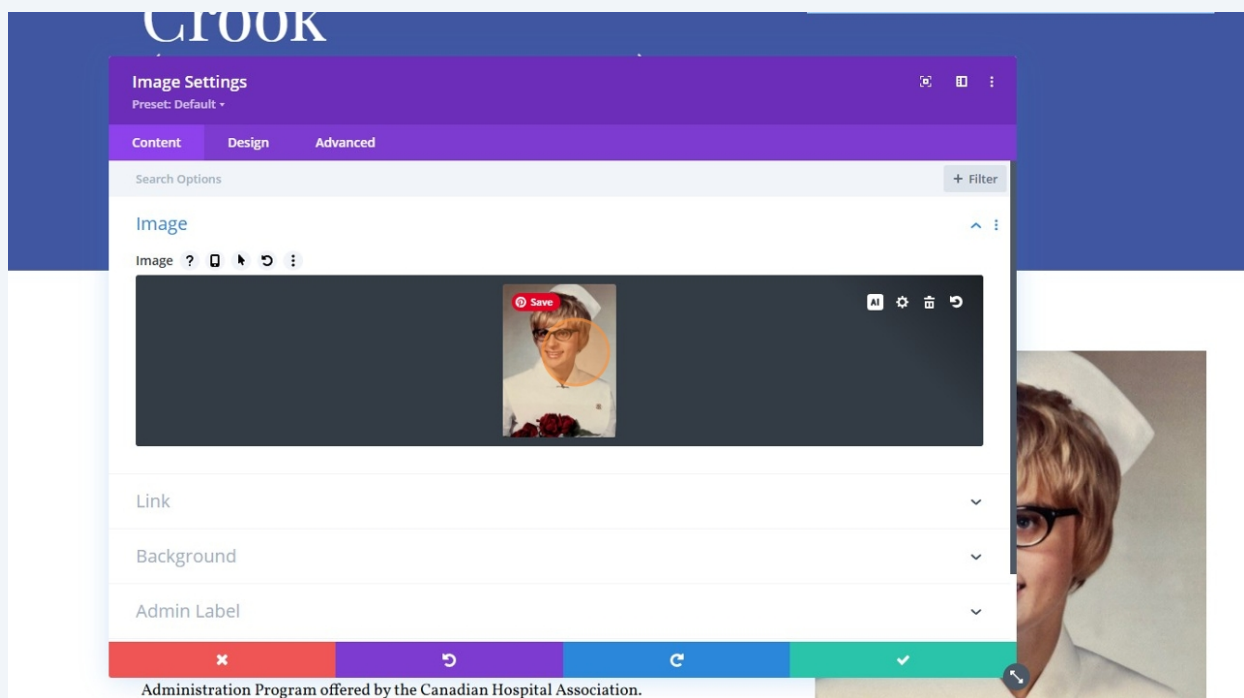 Crook
Image Settings
Preset: Default
Content Design Advanced
Search Options
+ Filter
Image
Image ?
Save
AI
Link
Background
Admin Label
Administration Program offered by the Canadian Hospital Association.